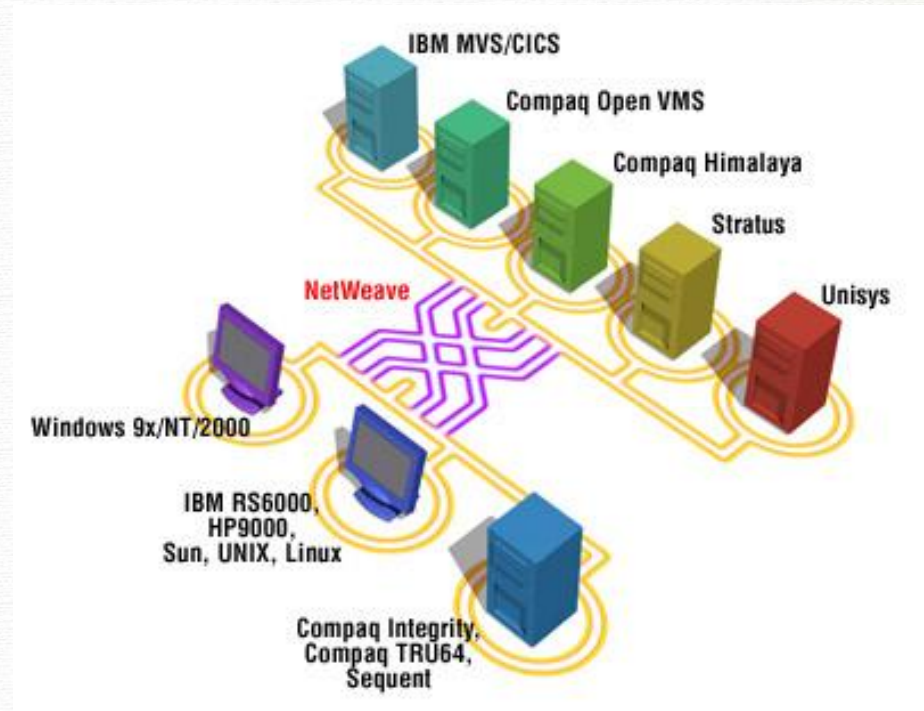 IBM MVS/CICS
Compaq Open VMS
Compaq Himalaya
Stratus
Unisys
NetWeave
Windows 9x/NT/2000
IBM RS6000,
HP9000,
Sun, UNIX, Linux
Compaq Integrity,
Compaq TRU64,
Sequent